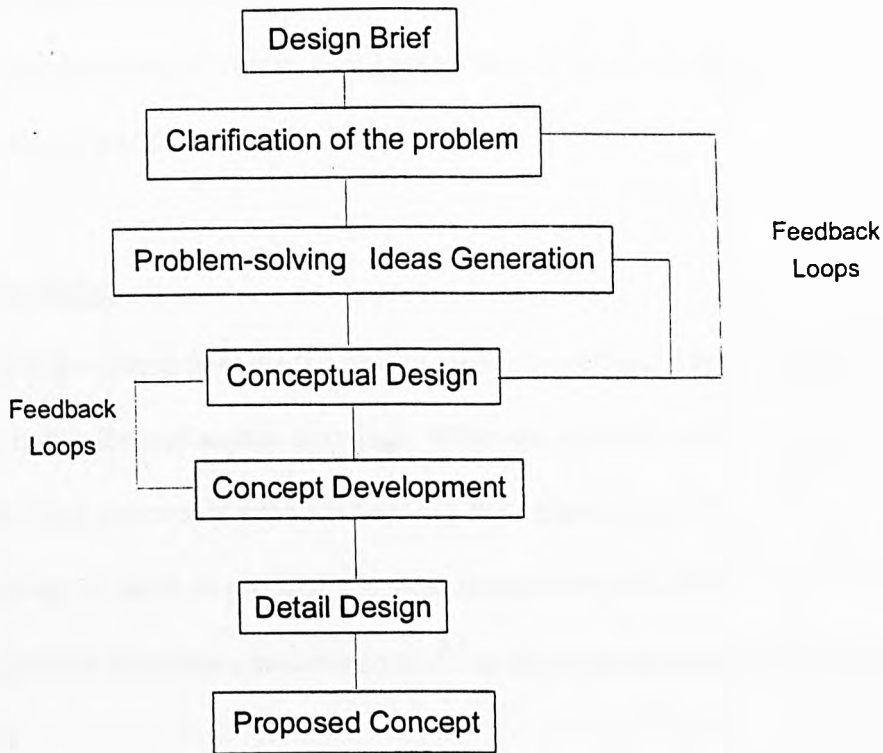 Design Brief
Clarification of the problem
Feedback
Loops
Problem-solving Ideas Generation
Conceptual Design
Feedback
Loops
Concept Development
Detail Design
Proposed Concept